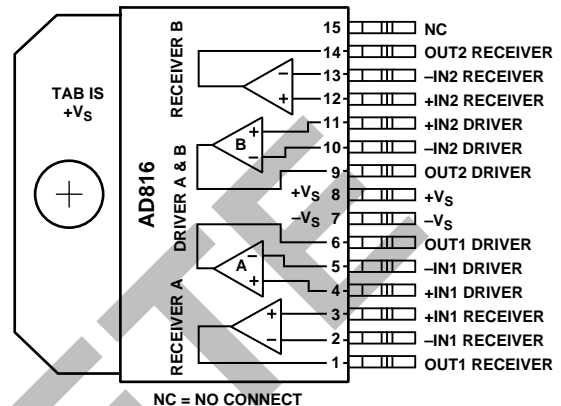 TAB IS
+VS
AD816
RECEIVER B
DRIVER A & B
RECEIVER A
15 NC
14 OUT2 RECEIVER
– 13 –IN2 RECEIVER
+ 12 +IN2 RECEIVER
+ 11 +IN2 DRIVER
B
– 10 –IN2 DRIVER
9 OUT2 DRIVER
+VS 8 +VS
–VS 7 –VS
6 OUT1 DRIVER
– 5 –IN1 DRIVER
A
+ 4 +IN1 DRIVER
+ 3 +IN1 RECEIVER
– 2 –IN1 RECEIVER
1 OUT1 RECEIVER
NC = NO CONNECT